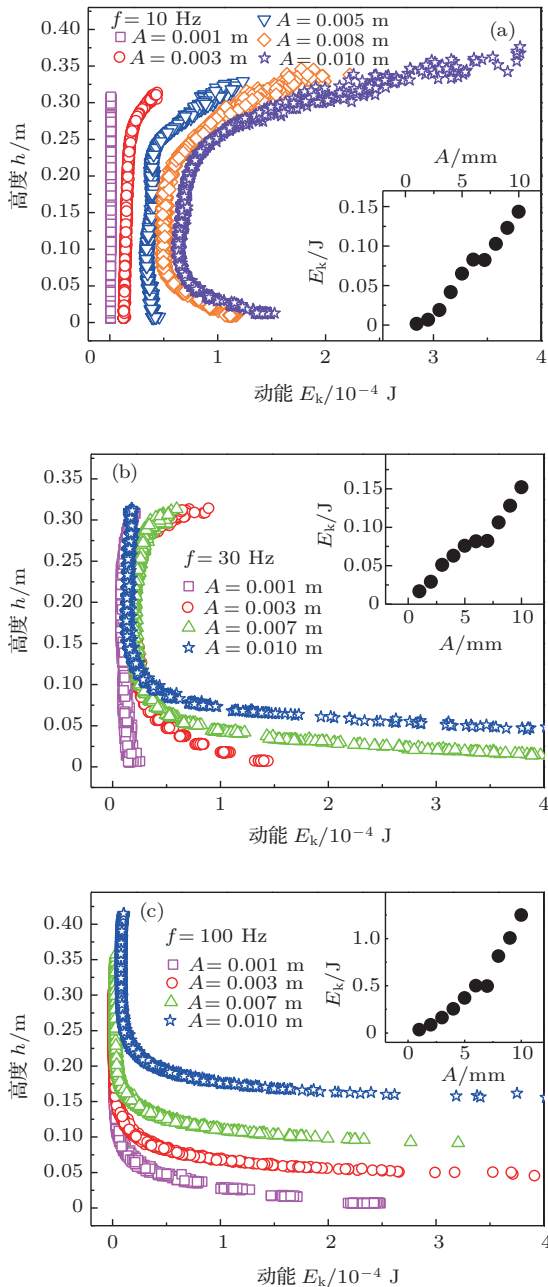 f = 10 Hz
A = 0.001 m
A = 0.003 m
A = 0.005 m
A = 0.008 m
A = 0.010 m
(a)
0.40
0.35
0.30
0.25
0.20
0.15
0.10
0.05
0
高度 h/m
A/mm
0 5 10
0.15
0.10
0.05
0
Ek/J
0 1 2 3 4
动能 Ek/10−4 J
(b)
f = 30 Hz
A = 0.001 m
A = 0.003 m
A = 0.007 m
A = 0.010 m
0.35
0.30
0.25
0.20
0.15
0.10
0.05
0
高度 h/m
0.15
0.10
0.05
0
Ek/J
0 5 10
A/mm
0 1 2 3 4
动能 Ek/10−4 J
(c)
f = 100 Hz
A = 0.001 m
A = 0.003 m
A = 0.007 m
A = 0.010 m
0.40
0.35
0.30
0.25
0.20
0.15
0.10
0.05
0
高度 h/m
1.0
0.5
0
Ek/J
0 5 10
A/mm
0 1 2 3 4
动能 Ek/10−4 J